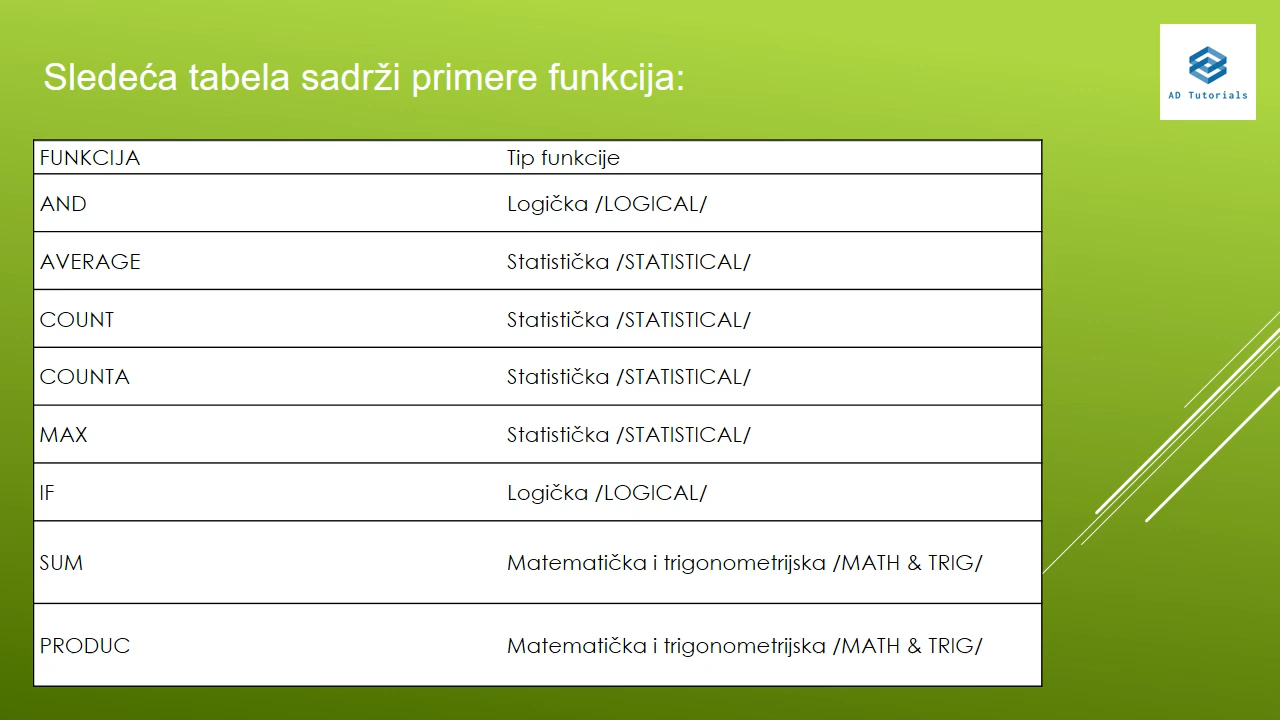 Sledeća tabela sadrži primere funkcija:
AD Tutorials
FUNKCIJA Tip funkcije
AND Logička /LOGICAL/
AVERAGE Statistička /STATISTICAL/
COUNT Statistička /STATISTICAL/
COUNTA Statistička /STATISTICAL/
MAX Statistička /STATISTICAL/
IF Logička /LOGICAL/
SUM Matematička i trigonometrijska /MATH & TRIG/
PRODUC Matematička i trigonometrijska /MATH & TRIG/